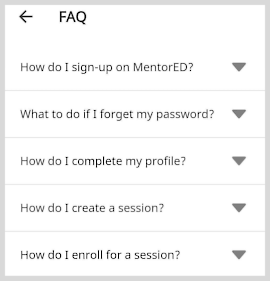 FAQ
How do I sign-up on MentorED?
What to do if I forget my password?
How do I complete my profile?
How do I create a session?
How do I enroll for a session?